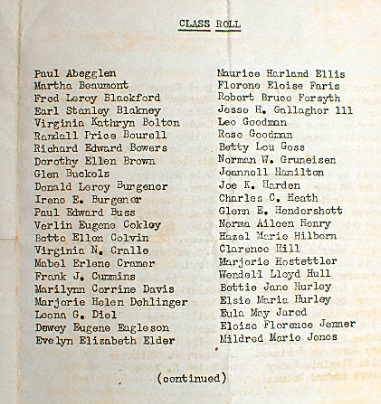 CLASS ROLL
Paul Abegglen
Martha Beaumont
Fred Leroy Blackford
Earl Stanley Blakney
Virginia Kathryn Bolton
Randall Price Bourell
Richard Edward Bowers
Dorothy Ellen Brown
Glen Buckols
Donald Leroy Burgener
Irene E. Burgener
Paul Edward Buss
Verlin Eugene Cokley
Bette Ellen Colvin
Virginia N. Cralle
Mabel Erlene Cramer
Frank J. Cummins
Marilynn Corrine Davis
Marjorie Helen Dehlinger
Leona G. Diel
Dewey Eugene Eagleson
Evelyn Elizabeth Elder
Maurice Harland Ellis
Florene Eloise Faris
Robert Bruce Forsyth
Jesse H. Gallaghor lll
Leo Goodman
Rose Goodman
Betty Lou Goss
Norman W. Gruneisen
Joannell Hamilton
Joe K. Harden
Charles C. Heath
Glenn E. Hendershott
Norma Aileen Henry
Hazel Marie Hilborn
Clarence Hill
Marjorie Hostettler
Wendell Lloyd Hull
Bettie Jane Hurley
Elsie Maria Hurley
Eula May Jared
Eloise Florence Jenner
Mildred Marie Jones
(continued)